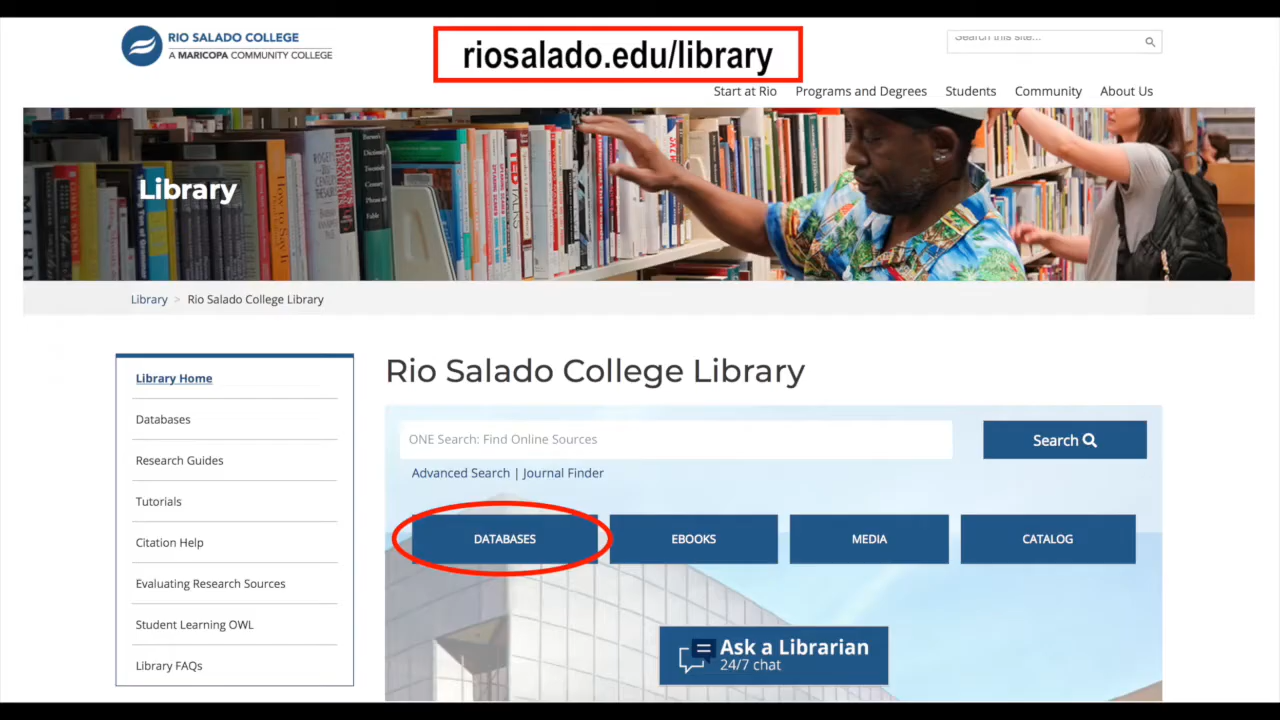 RIO SALADO COLLEGE
A MARICOPA COMMUNITY COLLEGE
riosalado.edu/library
Search this site...
Start at Rio Programs and Degrees Students Community About Us
Library
TED TALKS
Library > Rio Salado College Library
Library Home
Databases
Research Guides
Tutorials
Citation Help
Evaluating Research Sources
Student Learning OWL
Library FAQs
Rio Salado College Library
ONE Search: Find Online Sources
Search
Advanced Search | Journal Finder
DATABASES
EBOOKS
MEDIA
CATALOG
Ask a Librarian
24/7 chat